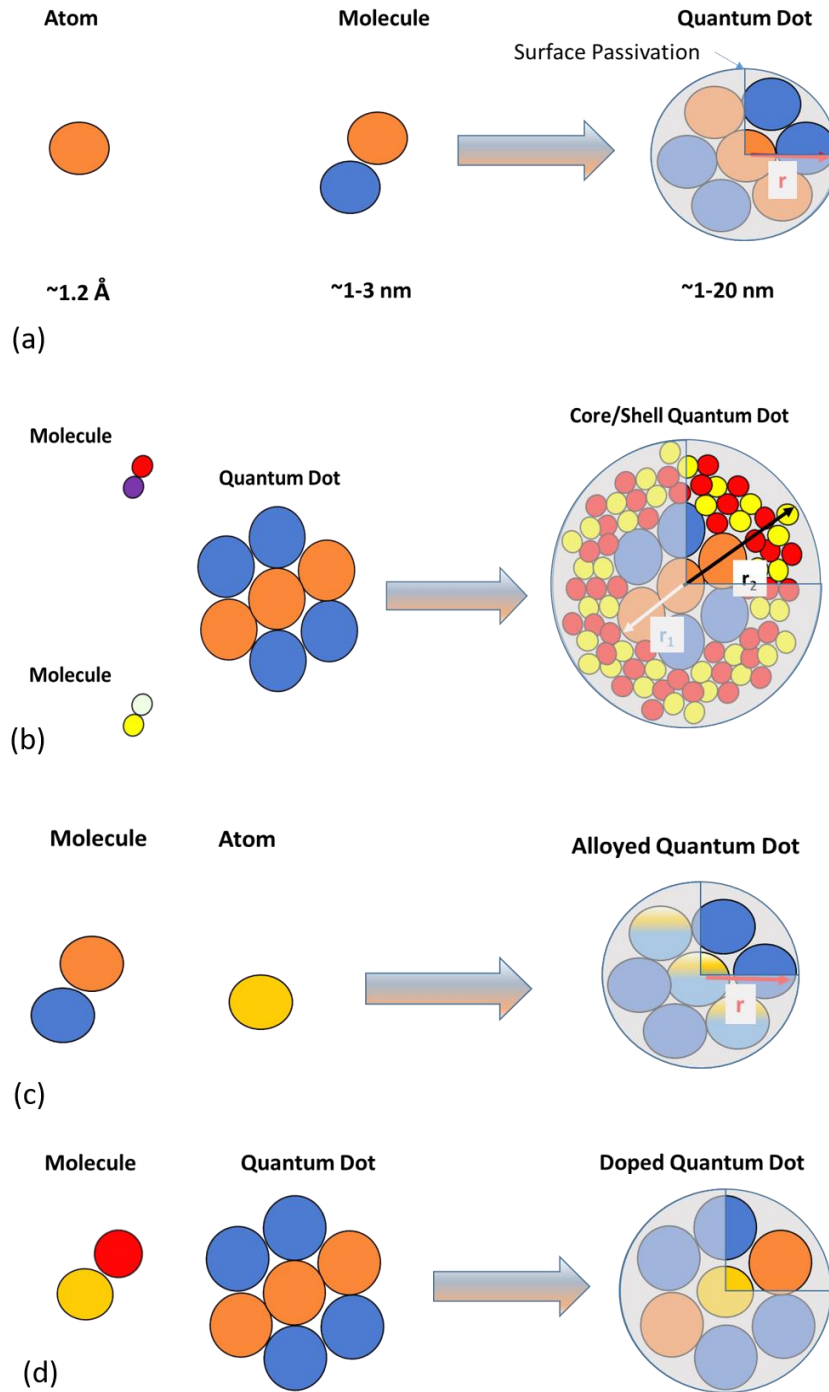 Atom
Molecule
Quantum Dot
Surface Passivation
r
~1.2 Å
~1-3 nm
~1-20 nm
(a)
Core/Shell Quantum Dot
Molecule
Quantum Dot
r2
r1
Molecule
(b)
Molecule
Atom
Alloyed Quantum Dot
r
(c)
Molecule
Quantum Dot
Doped Quantum Dot
(d)